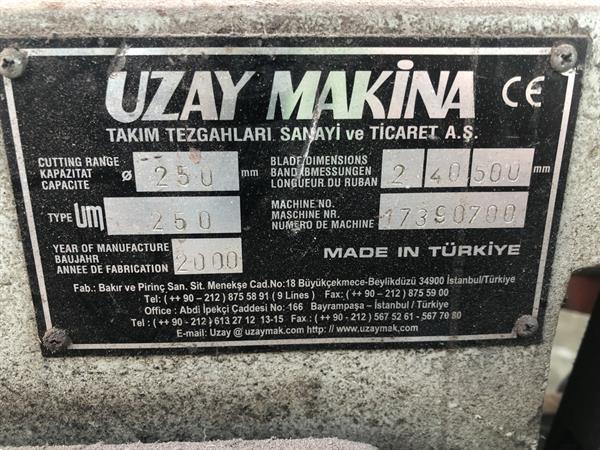 UZAY MAKİNA CE
TAKIM TEZGAHLARI SANAYİ ve TİCARET A.Ş.
CUTTING RANGE
KAPAZITAT
CAPACITE
Ø 250 mm
BLADE DIMENSIONS
BAND ABMESSUNGEN
LONGUEUR DU RUBAN
2 40 500 mm
TYPE Um 250
MACHINE NO.
MASCHINE NR.
NUMERO DE MACHINE
17390700
YEAR OF MANUFACTURE
BAUJAHR
ANNEE DE FABRICATION
2000
MADE IN TÜRKİYE
Fab.: Bakır ve Pirinç San. Sit. Menekşe Cad.No:18 Büyükçekmece-Beylikdüzü 34900 İstanbul/Türkiye
Tel: (++ 90 - 212) 875 58 91 (9 Lines) Fax:(++90-212) 875 59 00
Office : Abdi İpekçi Caddesi No: 166 Bayrampaşa – İstanbul/Türkiye
Tel : (++90 - 212) 613 27 12 13-15 Fax : (++ 90 - 212) 567 52 61 - 567 70 80
E-mail: Uzay @ uzaymak.com http: // www.uzaymak.com